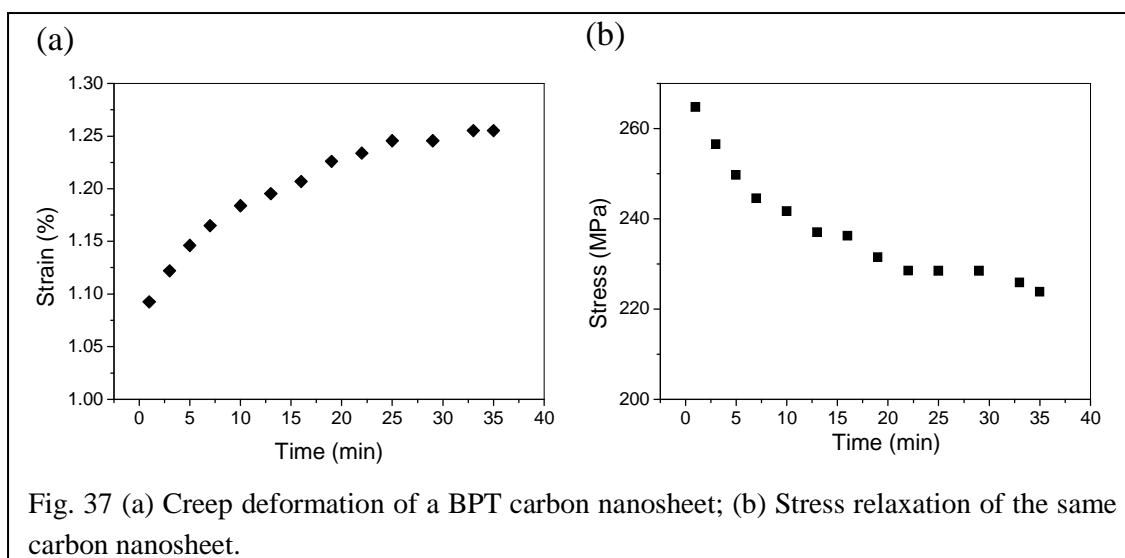 (a)
(b)
1.30
1.25
1.20
1.15
1.10
1.05
1.00
Strain (%)
0 5 10 15 20 25 30 35 40
Time (min)
260
240
220
200
Stress (MPa)
0 5 10 15 20 25 30 35 40
Time (min)
Fig. 37 (a) Creep deformation of a BPT carbon nanosheet; (b) Stress relaxation of the same
carbon nanosheet.